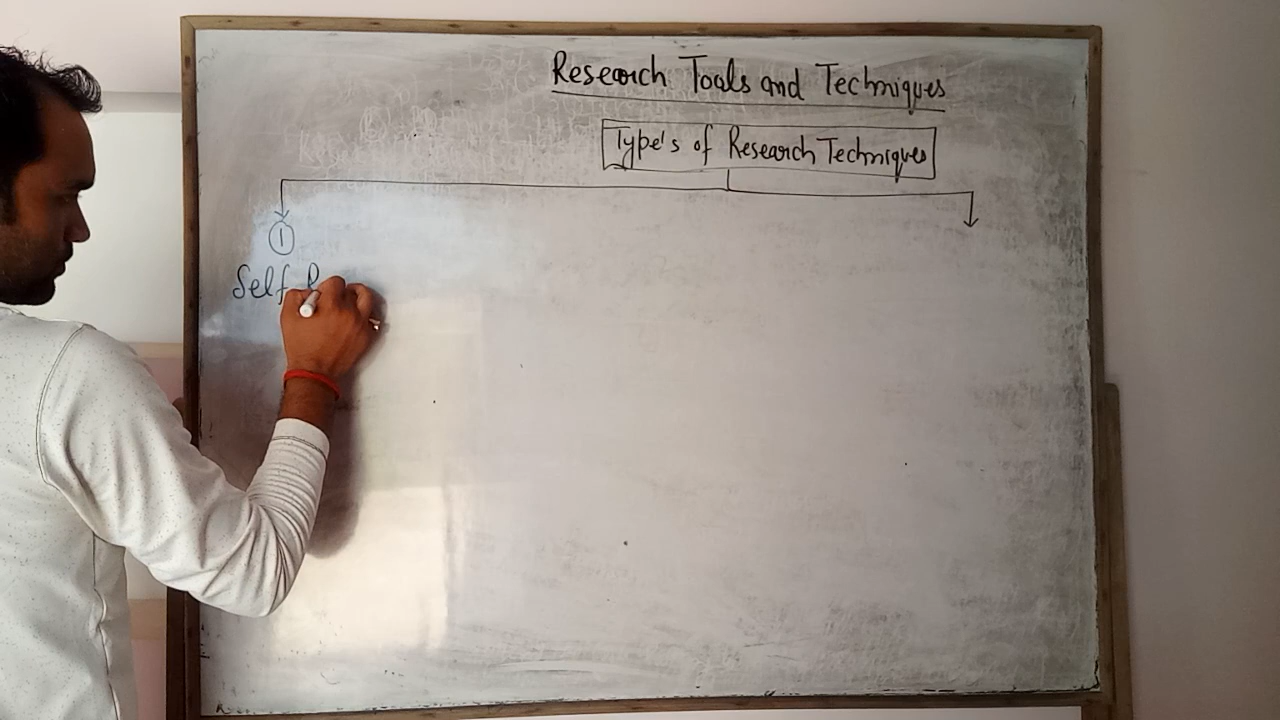 Research Tools and Techniques
Type's of Research Techniques
1
Self